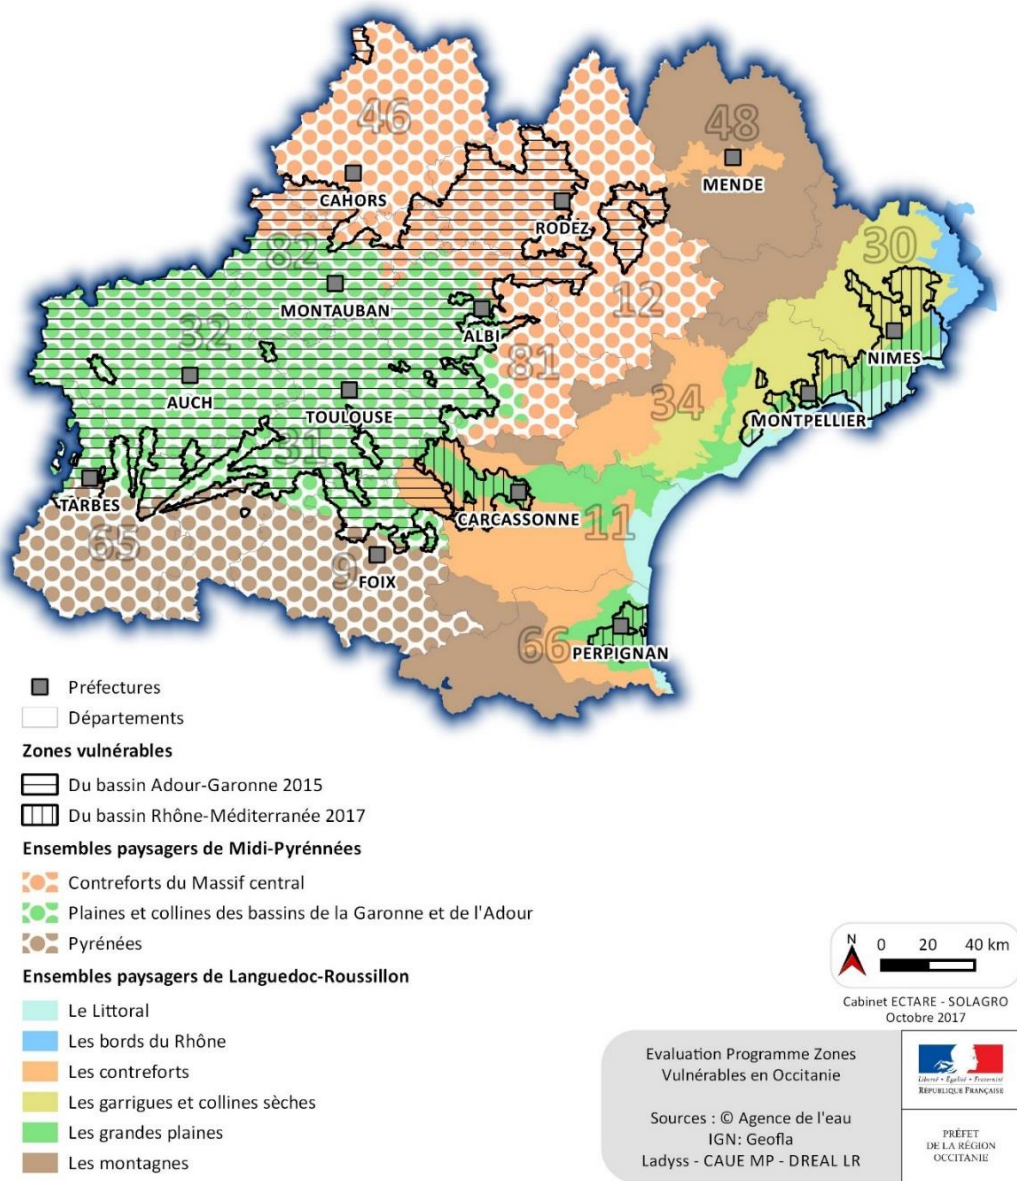 46
48
MENDE
CAHORS
RODEZ
30
82
MONTAUBAN
12
32
ALBI
NIMES
81
AUCH
TOULOUSE
34
MONTPELLIER
31
TARBES
CARCASSONNE
65
11
9
FOIX
66
PERPIGNAN
Préfectures
Départements
Zones vulnérables
Du bassin Adour-Garonne 2015
Du bassin Rhône-Méditerranée 2017
Ensembles paysagers de Midi-Pyrénnées
Contreforts du Massif central
Plaines et collines des bassins de la Garonne et de l'Adour
Pyrénées
Ensembles paysagers de Languedoc-Roussillon
Le Littoral
Les bords du Rhône
Les contreforts
Les garrigues et collines sèches
Les grandes plaines
Les montagnes
N 0 20 40 km
Cabinet ECTARE - SOLAGRO
Octobre 2017
Evaluation Programme Zones
Vulnérables en Occitanie
Sources : © Agence de l'eau
IGN: Geofla
Ladyss - CAUE MP - DREAL LR
Liberté • Egalité • Fraternité
RÉPUBLIQUE FRANÇAISE
PRÉFET
DE LA RÉGION
OCCITANIE